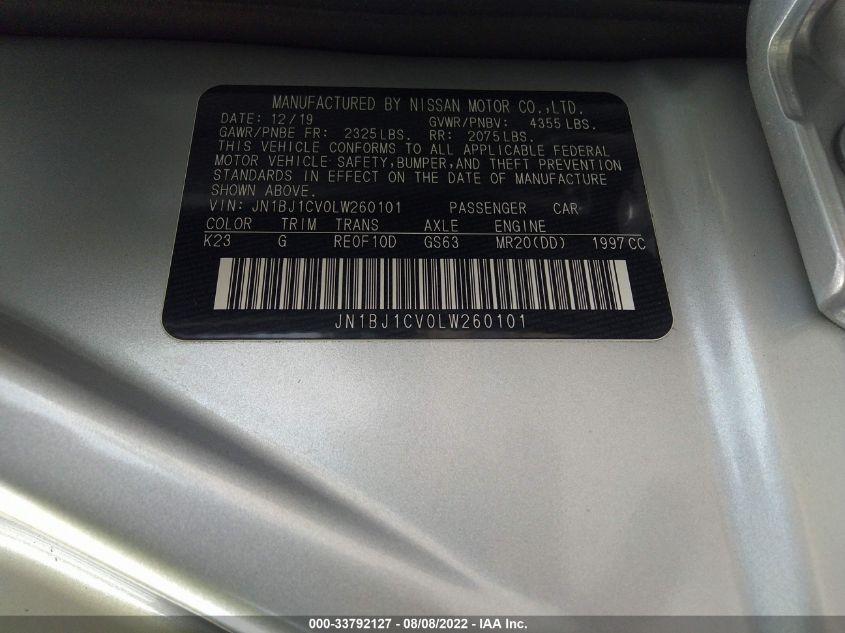 MANUFACTURED BY NISSAN MOTOR CO.,LTD.
DATE: 12/19 GVWR/PNBV: 4355 LBS.
GAWR/PNBE FR: 2325 LBS. RR: 2075 LBS.
THIS VEHICLE CONFORMS TO ALL APPLICABLE FEDERAL
MOTOR VEHICLE SAFETY, BUMPER, AND THEFT PREVENTION
STANDARDS IN EFFECT ON THE DATE OF MANUFACTURE
SHOWN ABOVE.
VIN: JN1BJ1CV0LW260101 PASSENGER CAR
COLOR TRIM TRANS AXLE ENGINE
K23 G RE0F10D GS63 MR20(DD) 1997CC
JN1BJ1CV0LW260101
000-33792127 - 08/08/2022 - IAA Inc.